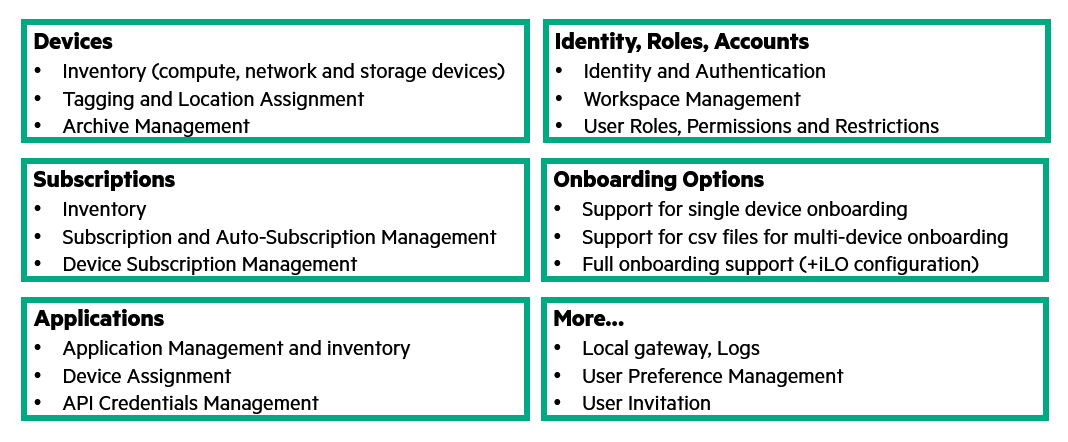 Devices
• Inventory (compute, network and storage devices)
• Tagging and Location Assignment
• Archive Management
Identity, Roles, Accounts
• Identity and Authentication
• Workspace Management
• User Roles, Permissions and Restrictions
Subscriptions
• Inventory
• Subscription and Auto-Subscription Management
• Device Subscription Management
Onboarding Options
• Support for single device onboarding
• Support for csv files for multi-device onboarding
• Full onboarding support (+iLO configuration)
Applications
• Application Management and inventory
• Device Assignment
• API Credentials Management
More...
• Local gateway, Logs
• User Preference Management
• User Invitation